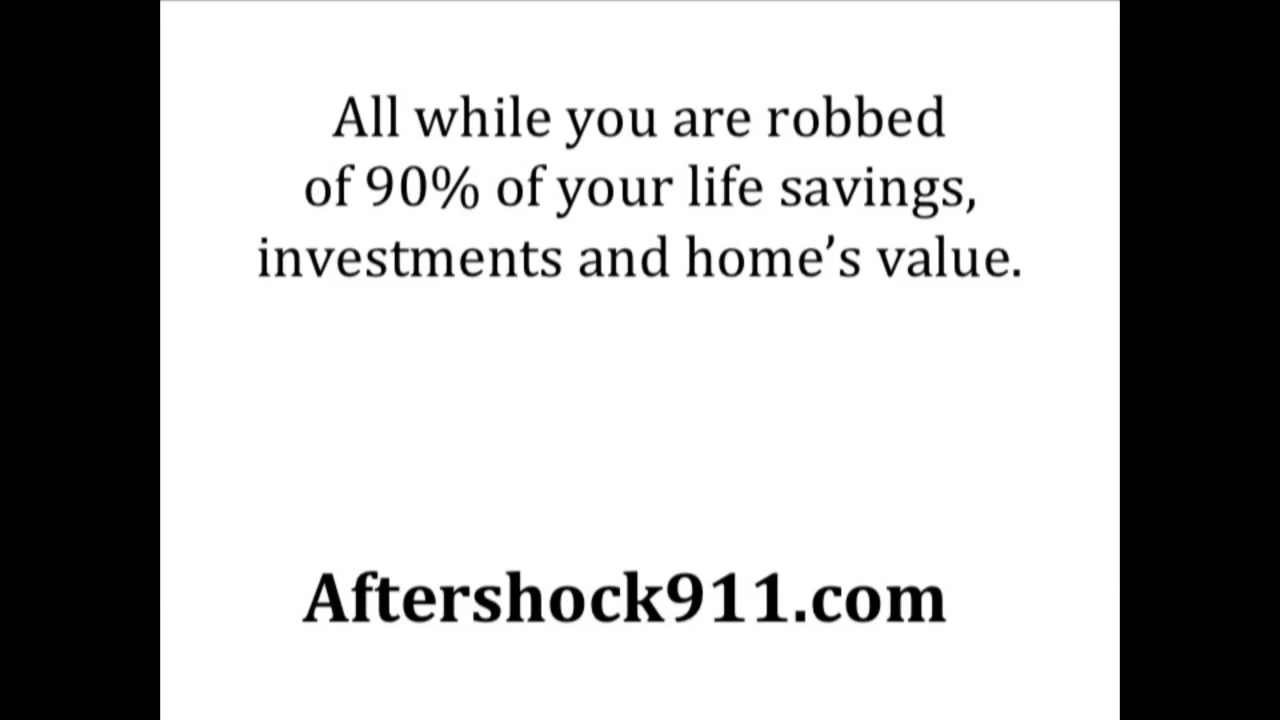 All while you are robbed
of 90% of your life savings,
investments and home’s value.
Aftershock911.com